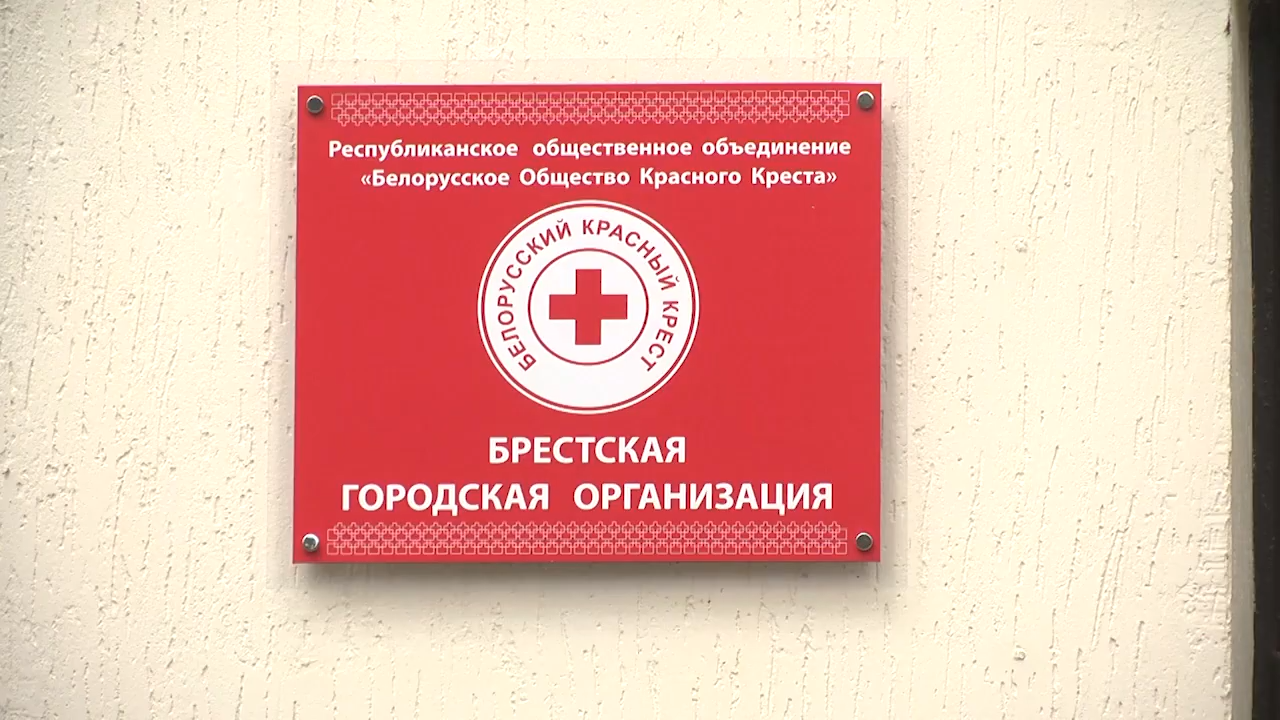 Республиканское общественное объединение
«Белорусское Общество Красного Креста»
БЕЛОРУССКИЙ КРАСНЫЙ КРЕСТ
БРЕСТСКАЯ
ГОРОДСКАЯ ОРГАНИЗАЦИЯ